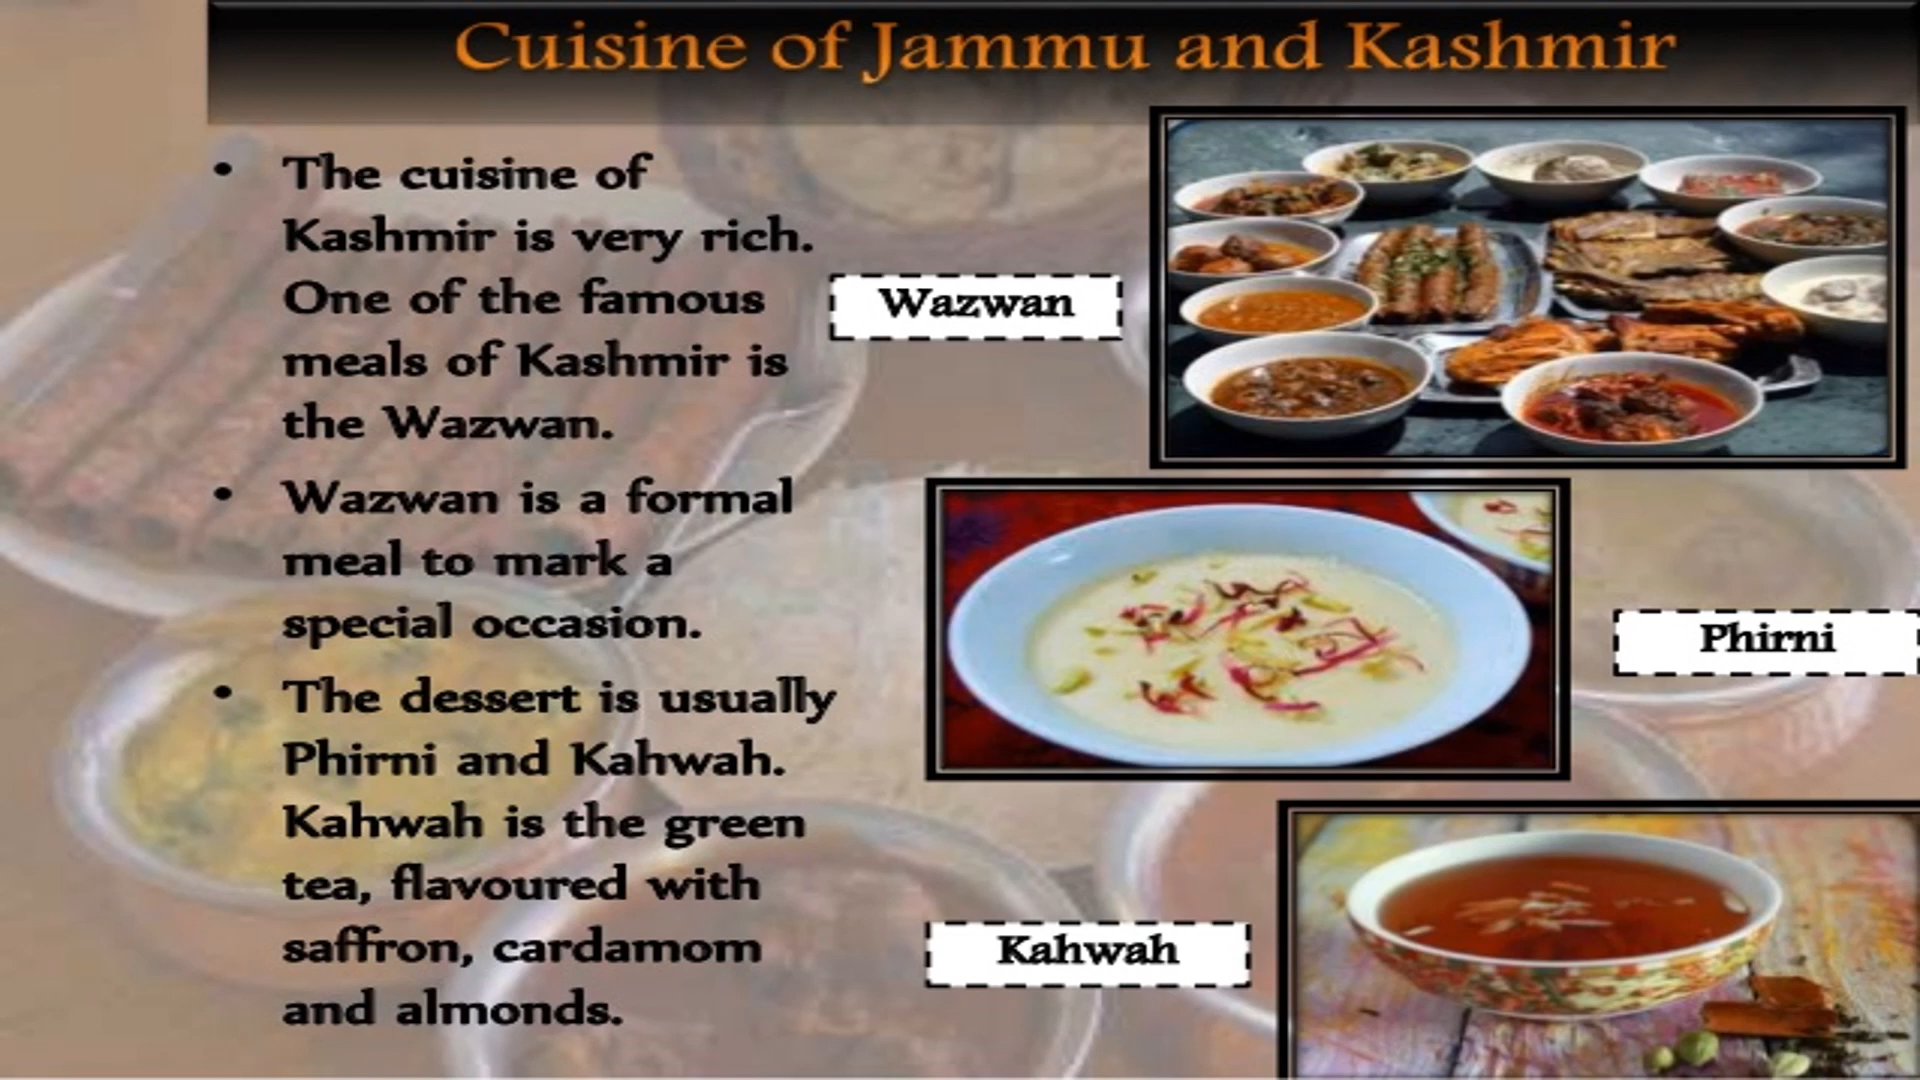 Cuisine of Jammu and Kashmir
• The cuisine of
Kashmir is very rich.
One of the famous
meals of Kashmir is
the Wazwan.
• Wazwan is a formal
meal to mark a
special occasion.
• The dessert is usually
Phirni and Kahwah.
Kahwah is the green
tea, flavoured with
saffron, cardamom
and almonds.
Wazwan
Phirni
Kahwah